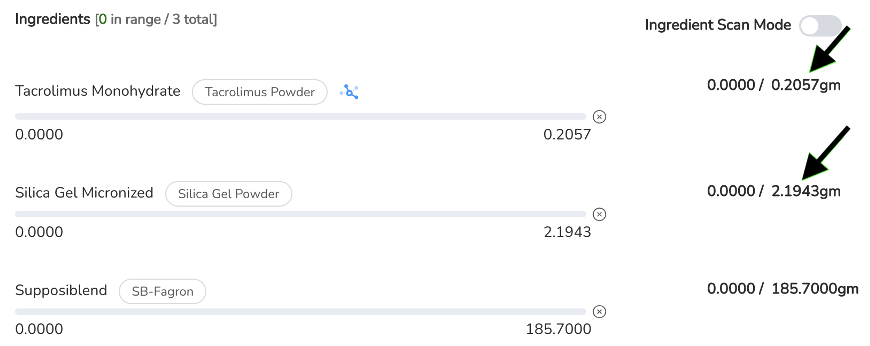 Ingredients [0 in range / 3 total]
Ingredient Scan Mode
Tacrolimus Monohydrate Tacrolimus Powder
0.0000 / 0.2057gm
0.0000 0.2057
Silica Gel Micronized Silica Gel Powder
0.0000 / 2.1943gm
0.0000 2.1943
Supposiblend SB-Fagron
0.0000 / 185.7000gm
0.0000 185.7000